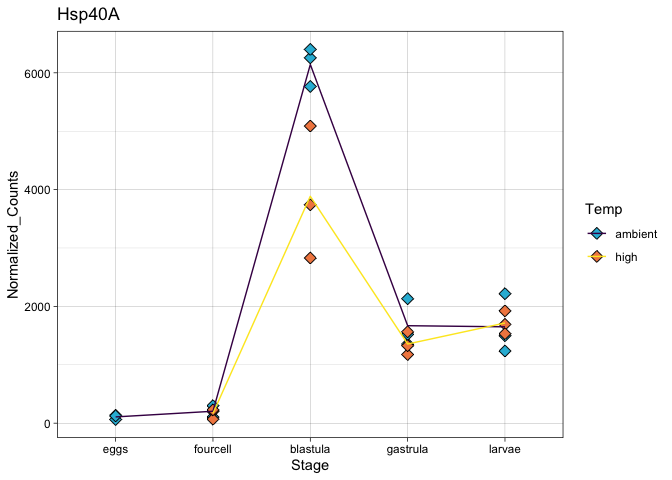 Hsp40A
6000
4000
2000
0
Normalized_Counts
eggs fourcell blastula gastrula larvae
Stage
Temp
ambient
high